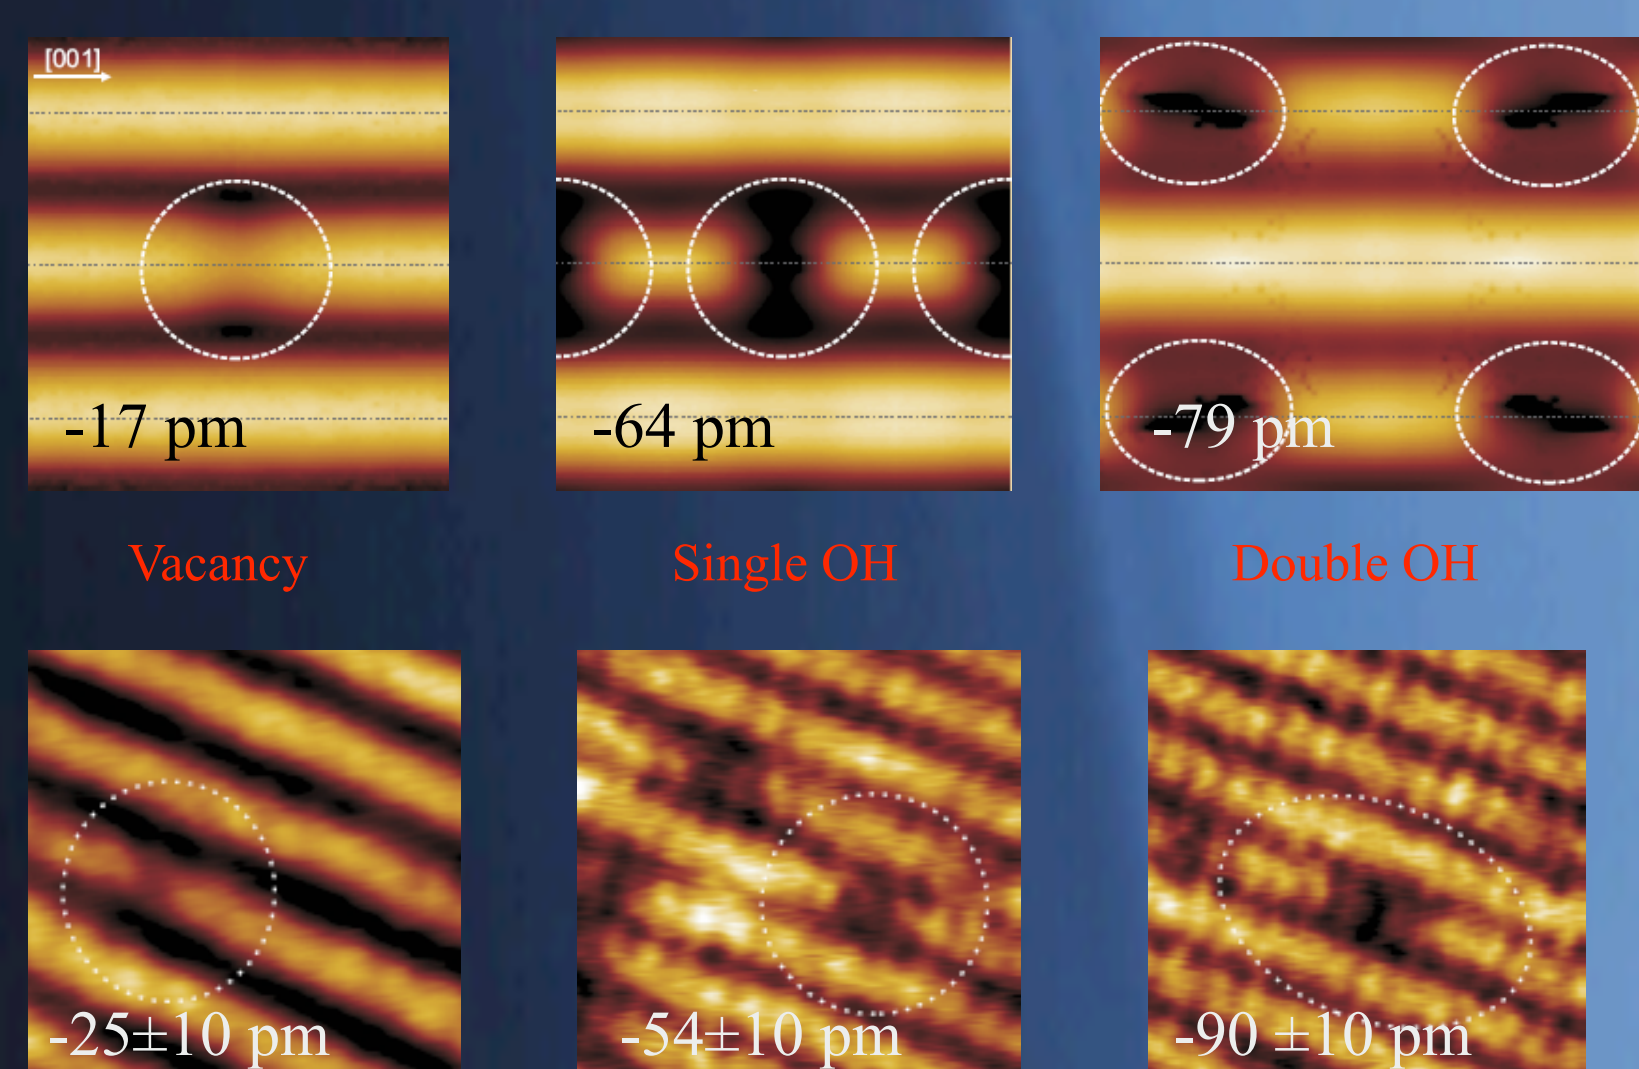 [001]
-17 pm
-64 pm
-79 pm
Vacancy
Single OH
Double OH
-25±10 pm
-54±10 pm
-90 ±10 pm